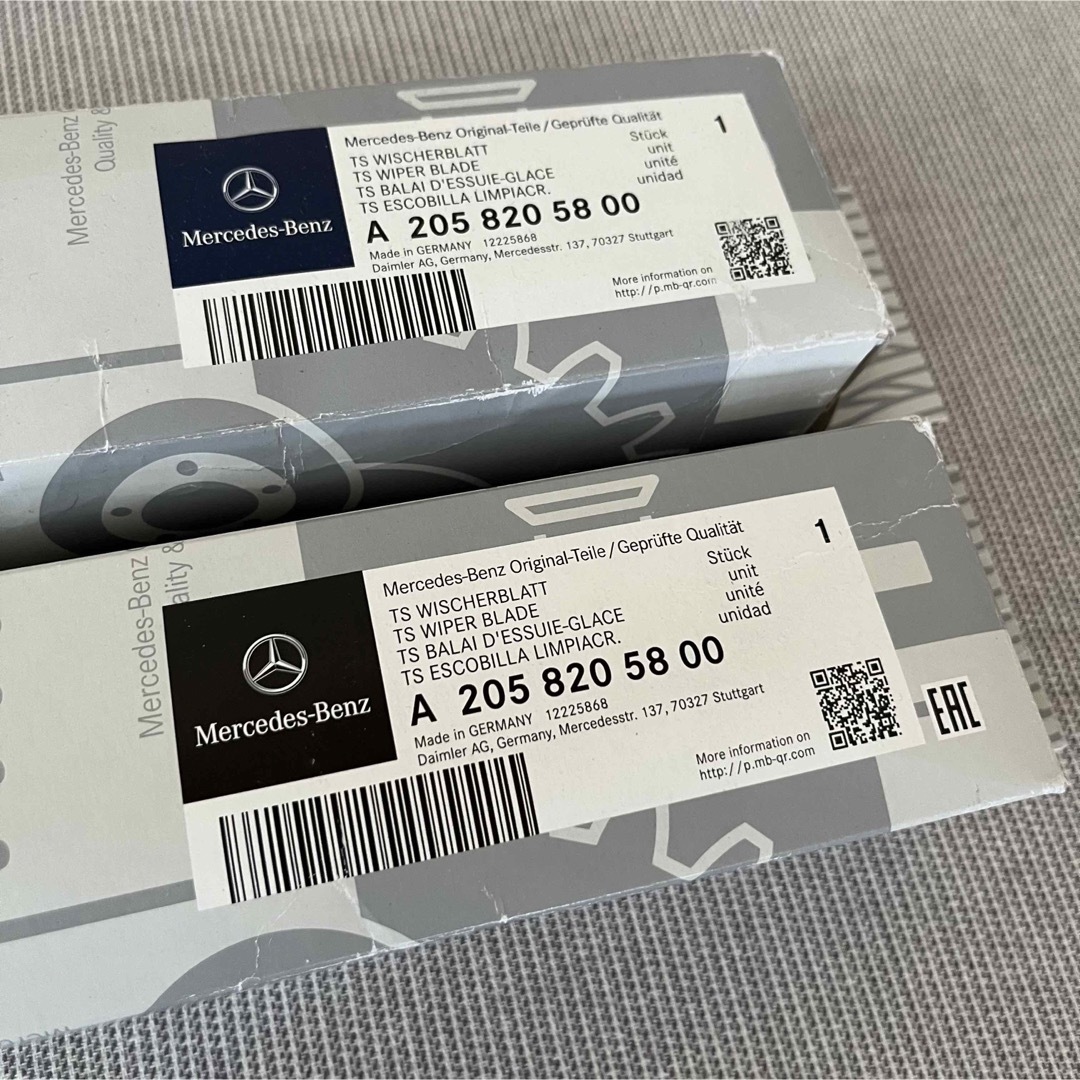 Mercedes-Benz
Quality &
Mercedes-Benz
Mercedes-Benz Original-Teile / Geprüfte Qualität
TS WISCHERBLATT
TS WIPER BLADE
TS BALAI D'ESSUIE-GLACE
TS ESCOBILLA LIMPIACR.
Stück
unit
unité
unidad
1
A 205 820 58 00
Made in GERMANY 12225868
Daimler AG, Germany, Mercedesstr. 137, 70327 Stuttgart
More information on
http://p.mb-qr.com
Mercedes-Benz
ality &
Mercedes-Benz
Mercedes-Benz Original-Teile / Geprüfte Qualität
TS WISCHERBLATT
TS WIPER BLADE
TS BALAI D'ESSUIE-GLACE
TS ESCOBILLA LIMPIACR.
Stück
unit
unité
unidad
1
A 205 820 58 00
Made in GERMANY 12225868
Daimler AG, Germany, Mercedesstr. 137, 70327 Stuttgart
More information on
http://p.mb-qr.com
EAC